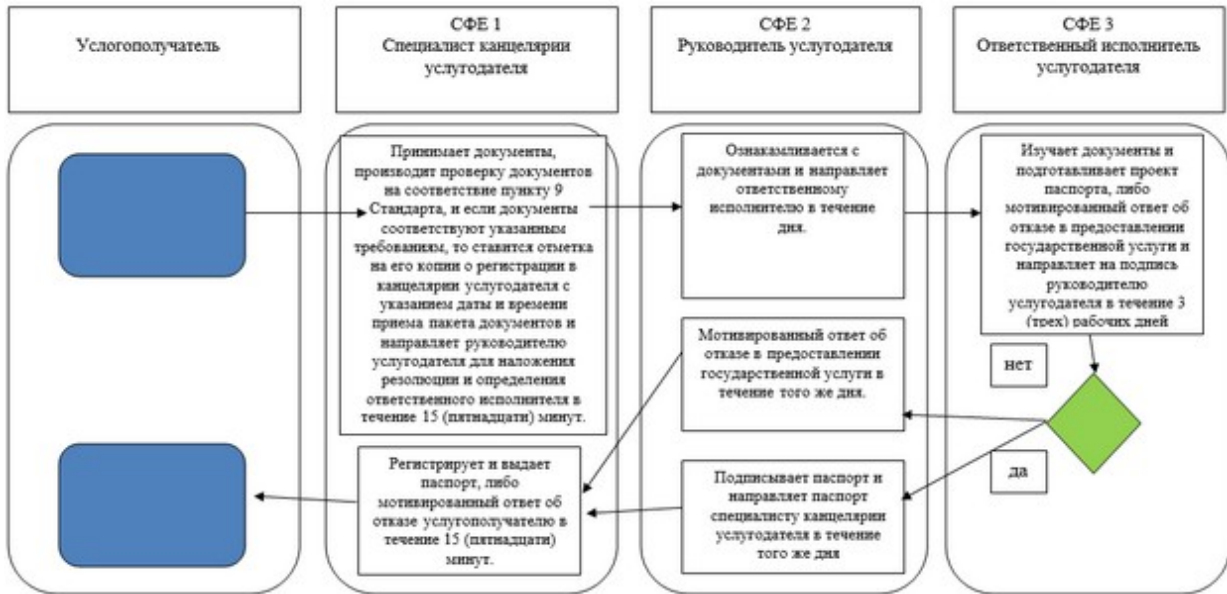 Услогополучатель
СФЕ 1
Специалист канцелярии
услугодателя
СФЕ 2
Руководитель услугодателя
СФЕ 3
Ответственный исполнитель
услугодателя
Принимает документы,
производит проверку документов
на соответствие пункту 9
Стандарта, и если документы
соответствуют указанным
требованиям, то ставится отметка
на его копии о регистрации в
канцелярии услугодателя с
указанием даты и времени
приема пакета документов и
направляет руководителю
услугодателя для наложения
резолюции и определения
ответственного исполнителя в
течение 15 (пятнадцати) минут.
Ознакамливается с
документами и направляет
ответственному
исполнителю в течение
дня.
Изучает документы и
подготавливает проект
паспорта, либо
мотивированный ответ об
отказе в предоставлении
государственной услуги и
направляет на подпись
руководителю
услугодателя в течение 3
(трех) рабочих дней
нет
Мотивированный ответ об
отказе в предоставлении
государственной услуги в
течение того же дня.
да
Подписывает паспорт и
направляет паспорт
специалисту канцелярии
услугодателя в течение
того же дня
Регистрирует и выдает
паспорт, либо
мотивированный ответ об
отказе услугополучателю в
течение 15 (пятнадцати)
минут.